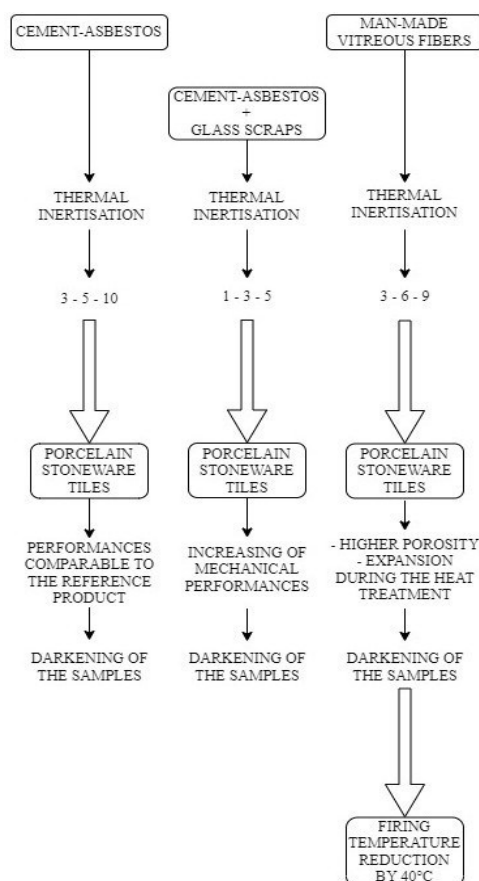 CEMENT-ASBESTOS
THERMAL
INERTISATION
3 - 5 - 10
PORCELAIN
STONEWARE
TILES
PERFORMANCES
COMPARABLE TO
THE REFERENCE
PRODUCT
DARKENING OF
THE SAMPLES
CEMENT-ASBESTOS
+
GLASS SCRAPS
THERMAL
INERTISATION
1 - 3 - 5
PORCELAIN
STONEWARE
TILES
INCREASING OF
MECHANICAL
PERFORMANCES
DARKENING OF
THE SAMPLES
MAN-MADE
VITREOUS FIBERS
THERMAL
INERTISATION
3 - 6 - 9
PORCELAIN
STONEWARE
TILES
- HIGHER POROSITY
- EXPANSION
DURING THE HEAT
TREATMENT
DARKENING OF
THE SAMPLES
FIRING
TEMPERATURE
REDUCTION
BY 40°C